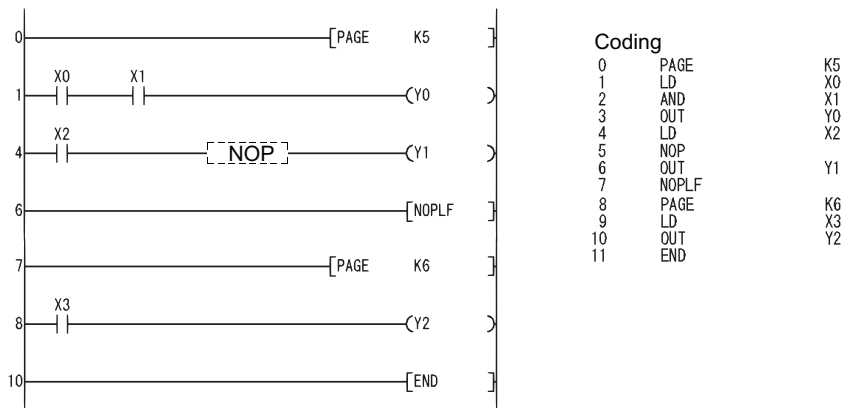 0 [PAGE K5 ]
X0 X1
1 (Y0 )
X2
4 NOP (Y1 )
6 [NOPLF ]
7 [PAGE K6 ]
X3
8 (Y2 )
10 [END ]
Coding
0 PAGE K5
1 LD X0
2 AND X1
3 OUT Y0
4 LD X2
5 NOP
6 OUT Y1
7 NOPLF
8 PAGE K6
9 LD X3
10 OUT Y2
11 END